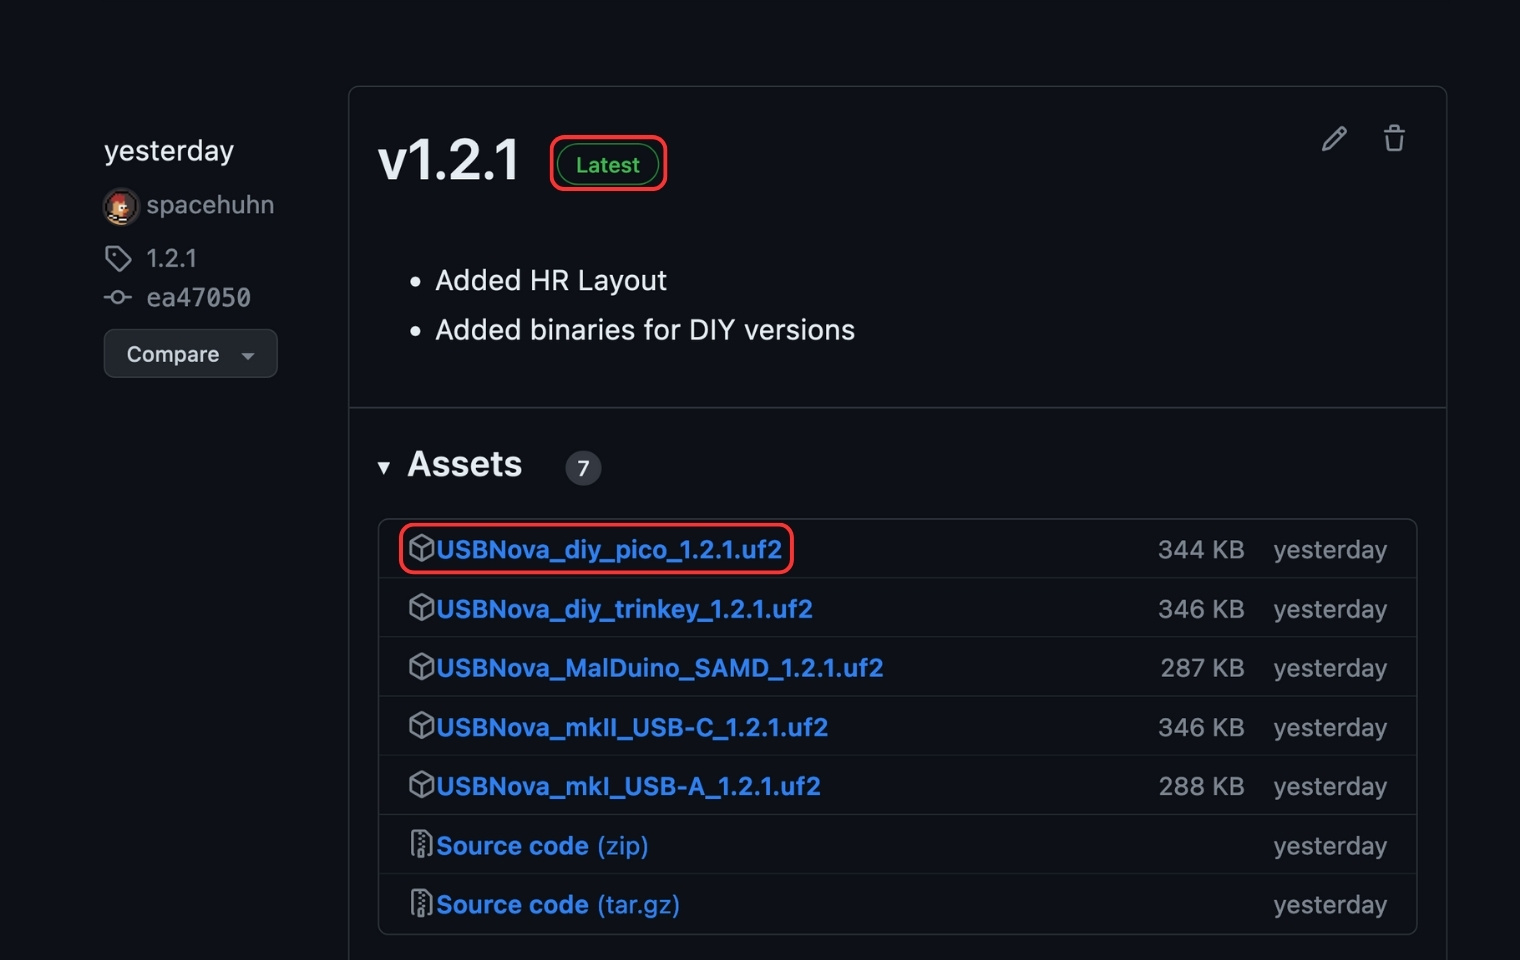 yesterday
spacehuhn
1.2.1
ea47050
Compare
v1.2.1 Latest
• Added HR Layout
• Added binaries for DIY versions
Assets 7
USBNova_diy_pico_1.2.1.uf2 344 KB yesterday
USBNova_diy_trinkey_1.2.1.uf2 346 KB yesterday
USBNova_MalDuino_SAMD_1.2.1.uf2 287 KB yesterday
USBNova_mkII_USB-C_1.2.1.uf2 346 KB yesterday
USBNova_mkI_USB-A_1.2.1.uf2 288 KB yesterday
Source code (zip) yesterday
Source code (tar.gz) yesterday